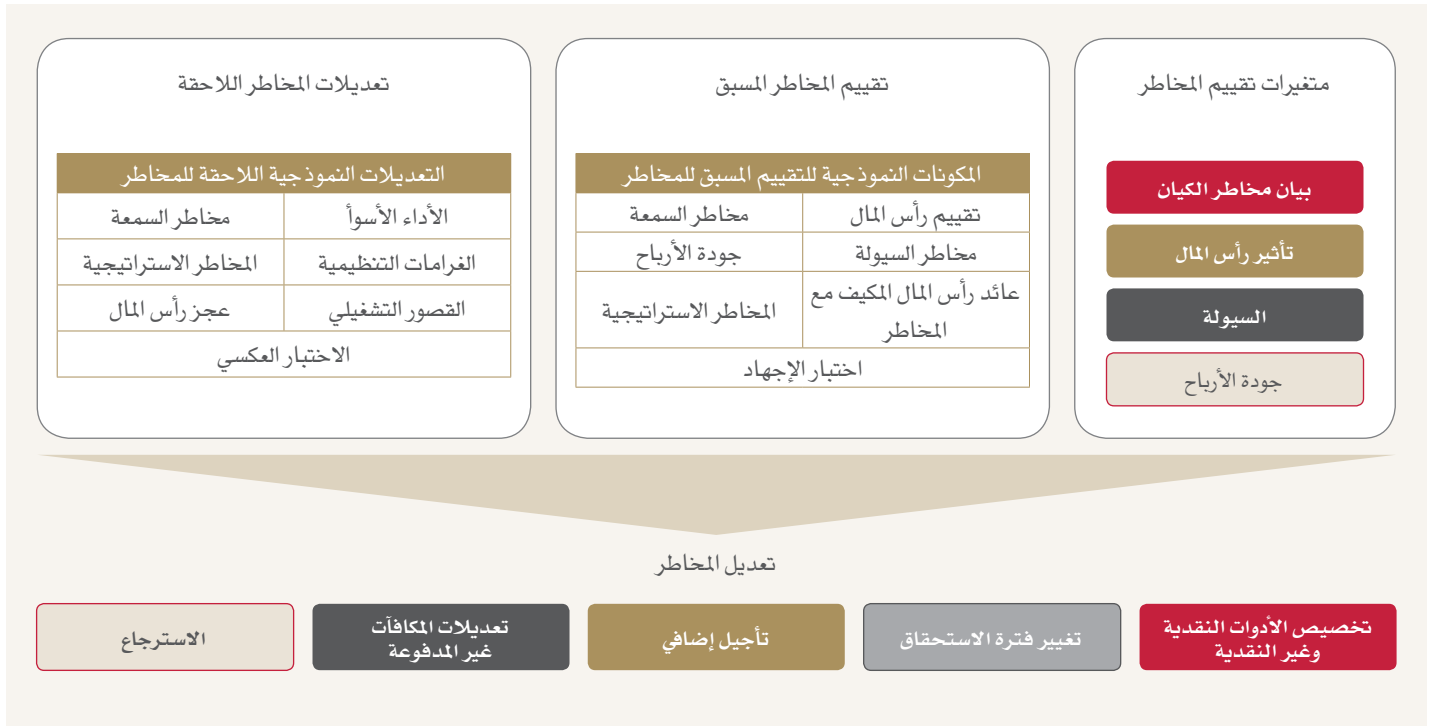 متغيرات تقييم المخاطر
بيان مخاطر الكيان
تأثير رأس المال
السيولة
جودة الأرباح
تقييم المخاطر المسبق
المكونات النموذجية للتقييم المسبق للمخاطر
تقييم رأس المال
مخاطر السمعة
مخاطر السيولة
جودة الأرباح
عائد رأس المال المكيف مع
المخاطر
المخاطر الاستراتيجية
اختبار الإجهاد
تعديلات المخاطر اللاحقة
التعديلات النموذجية اللاحقة للمخاطر
الأداء الأسوأ
مخاطر السمعة
الغرامات التنظيمية
المخاطر الاستراتيجية
القصور التشغيلي
عجز رأس المال
الاختبار العكسي
تعديل المخاطر
تخصيص الأدوات النقدية
وغير النقدية
تغيير فترة الاستحقاق
تأجيل إضافي
تعديلات المكافآت
غير المدفوعة
الاسترجاع